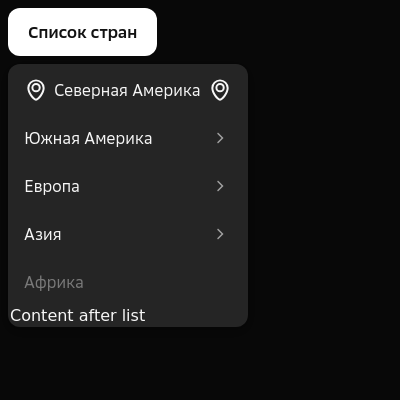 Список стран
Северная Америка
Южная Америка
Европа
Азия
Африка
Content after list